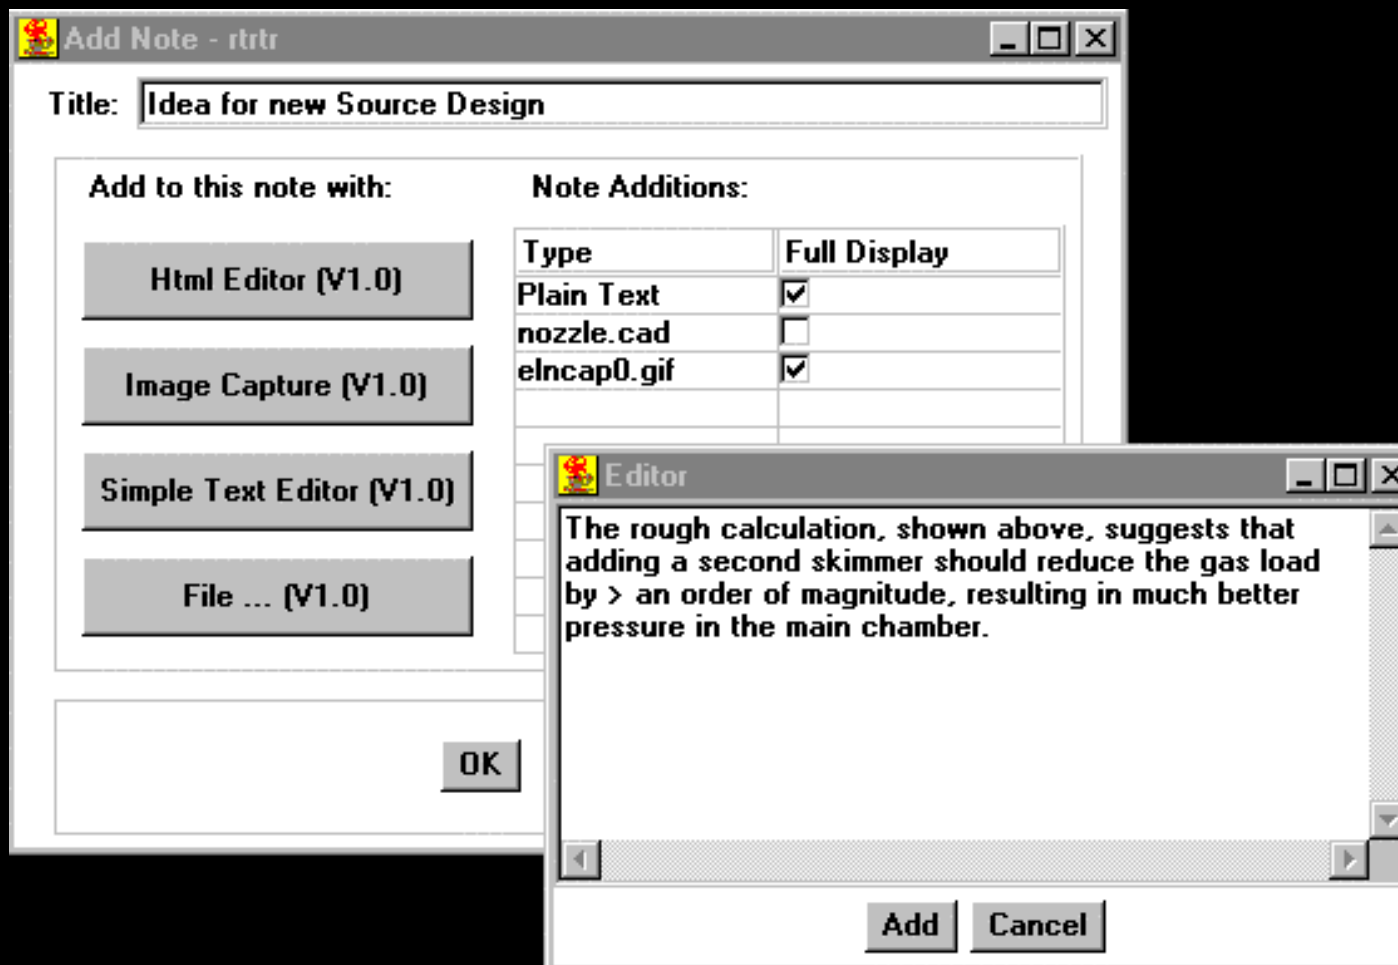 Add Note - rtrtr
Title: Idea for new Source Design
Add to this note with:
Note Additions:
Html Editor (V1.0)
Image Capture (V1.0)
Simple Text Editor (V1.0)
File ... (V1.0)
Type Full Display
Plain Text
nozzle.cad
elncap0.gif
OK
Editor
The rough calculation, shown above, suggests that
adding a second skimmer should reduce the gas load
by > an order of magnitude, resulting in much better
pressure in the main chamber.
Add Cancel